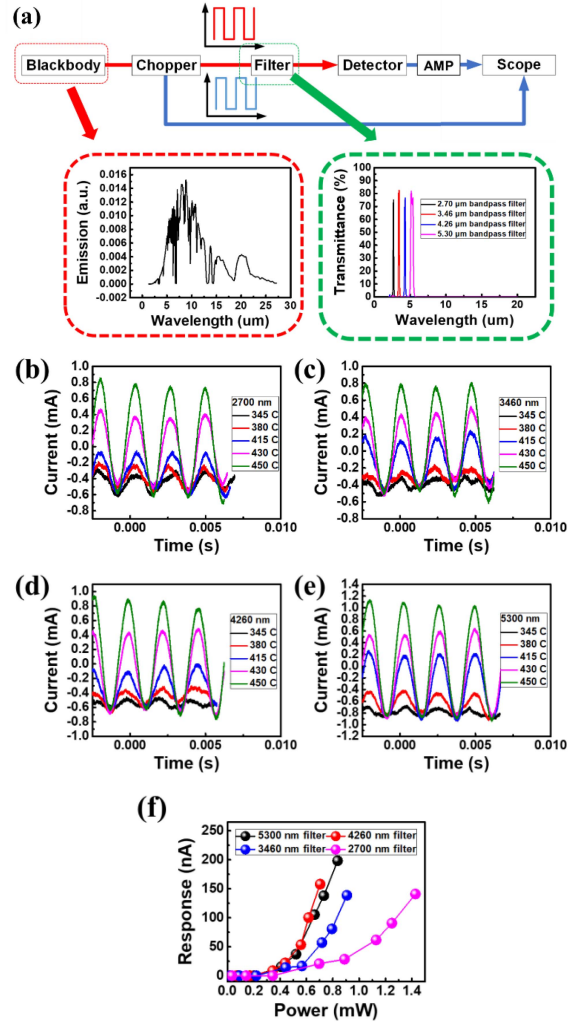 (a)
Blackbody
Chopper
Filter
Detector
AMP
Scope
Emission (a.u.)
0.016
0.014
0.012
0.010
0.008
0.006
0.004
0.002
0.000
-0.002
0 5 10 15 20 25 30
Wavelength (um)
Transmittance (%)
90
80
70
60
50
40
30
20
10
0
2.70 μm bandpass filter
3.46 μm bandpass filter
4.26 μm bandpass filter
5.30 μm bandpass filter
0 5 10 15 20
Wavelength (um)
(b)
Current (mA)
1.0
0.8
0.6
0.4
0.2
0.0
-0.2
-0.4
-0.6
-0.8
2700 nm
345 C
380 C
415 C
430 C
450 C
0.000 0.005 0.010
Time (s)
(c)
Current (mA)
1.0
0.8
0.6
0.4
0.2
0.0
-0.2
-0.4
-0.6
-0.8
3460 nm
345 C
380 C
415 C
430 C
450 C
0.000 0.005 0.010
Time (s)
(d)
Current (mA)
1.0
0.8
0.6
0.4
0.2
0.0
-0.2
-0.4
-0.6
-0.8
-1.0
4260 nm
345 C
380 C
415 C
430 C
450 C
0.000 0.005 0.010
Time (s)
(e)
Current (mA)
1.4
1.2
1.0
0.8
0.6
0.4
0.2
0.0
-0.2
-0.4
-0.6
-0.8
-1.0
-1.2
5300 nm
345 C
380 C
415 C
430 C
450 C
0.000 0.005 0.010
Time (s)
(f)
Response (nA)
250
200
150
100
50
0
5300 nm filter 4260 nm filter
3460 nm filter 2700 nm filter
0.0 0.2 0.4 0.6 0.8 1.0 1.2 1.4
Power (mW)